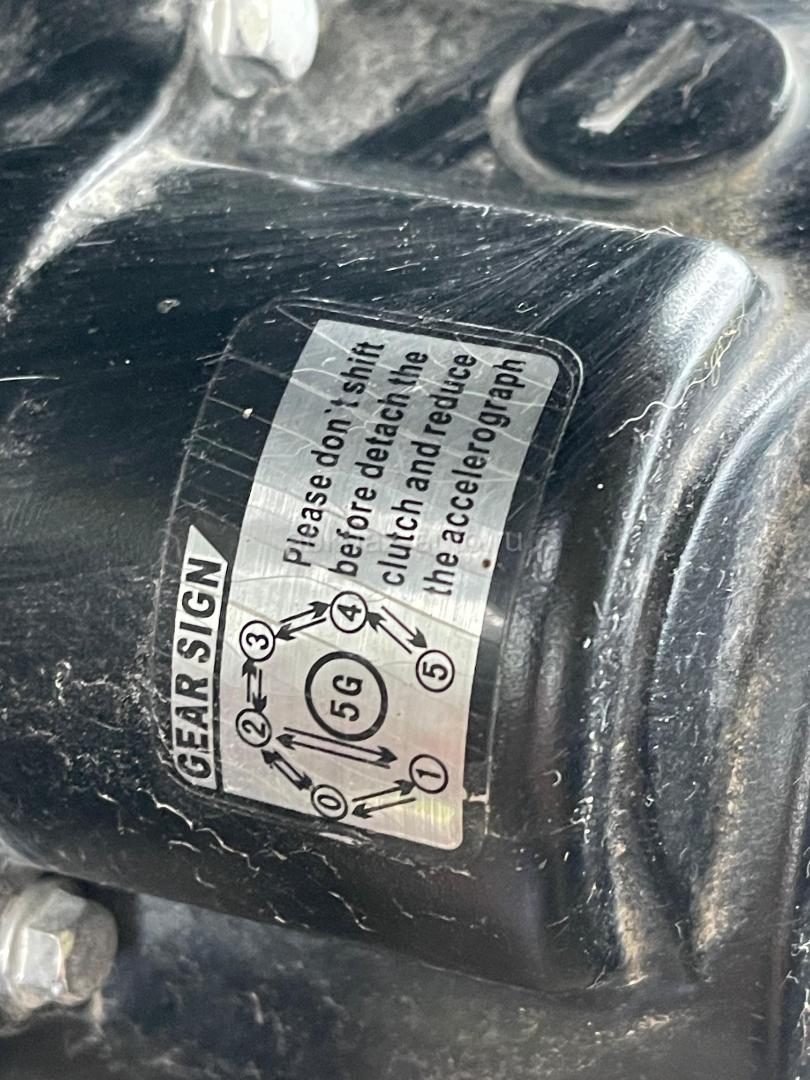 GEAR SIGN
3
4
2
5G
5
0
1
Please don't shift
before detach the
clutch and reduce
the accelerograph